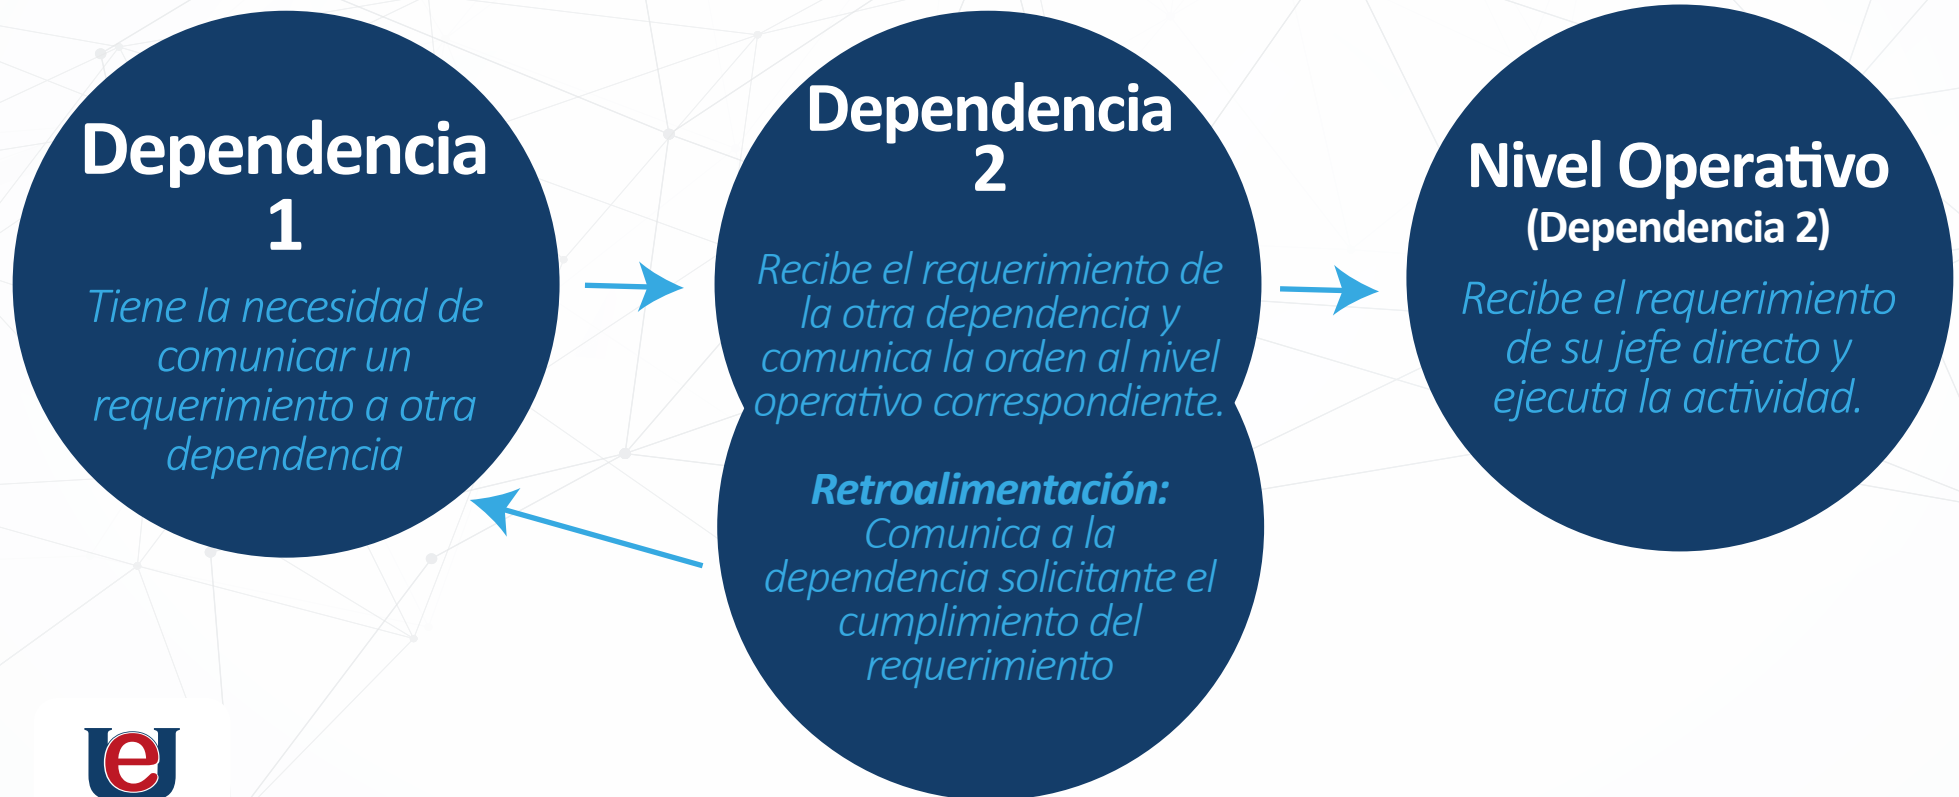 Dependencia
1
Tiene la necesidad de
comunicar un
requerimiento a otra
dependencia
Dependencia
2
Recibe el requerimiento de
la otra dependencia y
comunica la orden al nivel
operativo correspondiente.
Retroalimentación:
Comunica a la
dependencia solicitante el
cumplimiento del
requerimiento
Nivel Operativo
(Dependencia 2)
Recibe el requerimiento
de su jefe directo y
ejecuta la actividad.
Ue